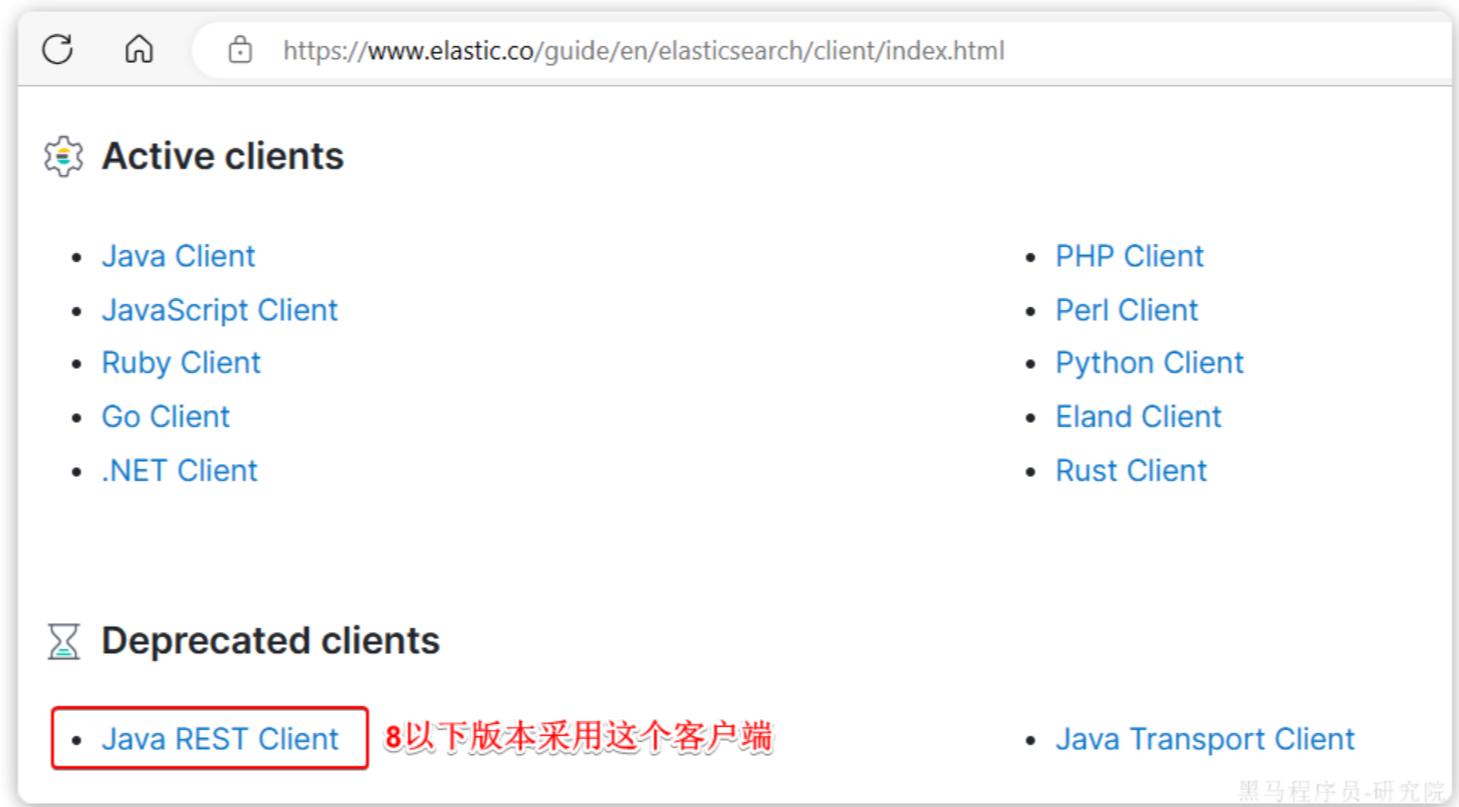 https://www.elastic.co/guide/en/elasticsearch/client/index.html
Active clients
Java Client
JavaScript Client
Ruby Client
Go Client
.NET Client
PHP Client
Perl Client
Python Client
Eland Client
Rust Client
Deprecated clients
Java REST Client
8以下版本采用这个客户端
Java Transport Client
黑马程序员-研究院